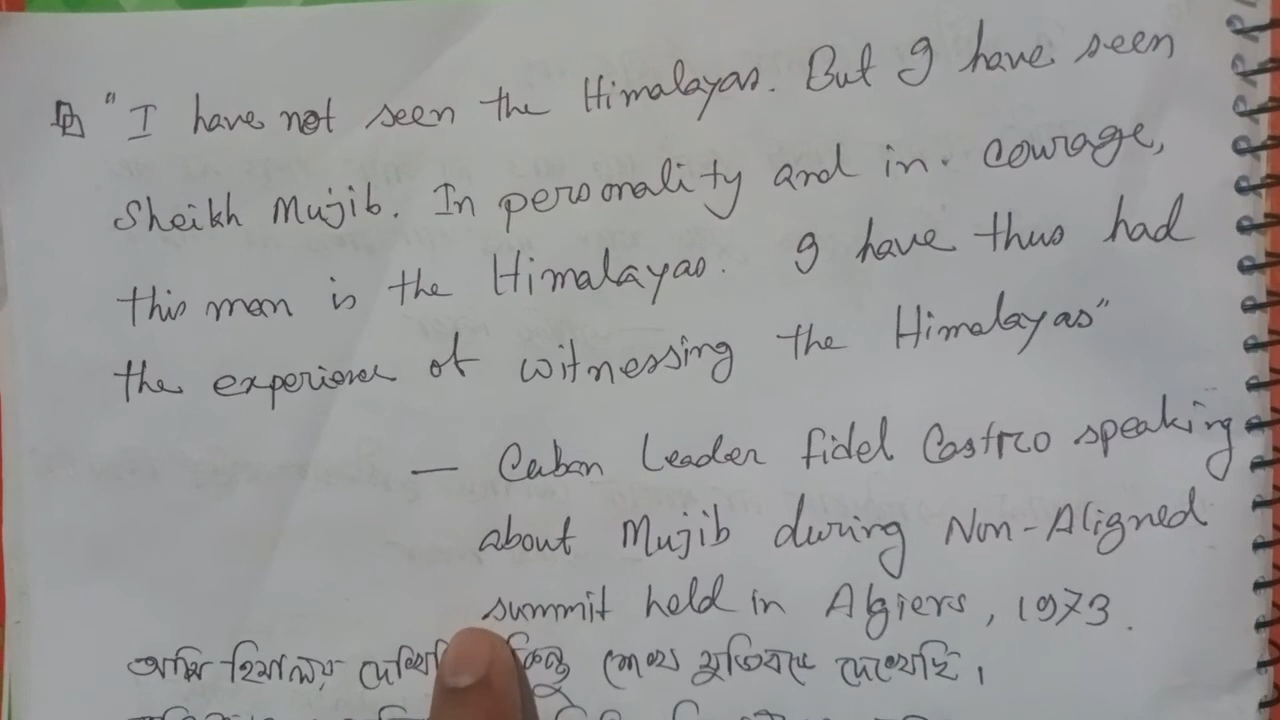 "I have not seen the Himalayas. But I have seen
Sheikh Mujib. In personality and in courage,
this man is the Himalayas. I have thus had
the experience of witnessing the Himalayas"
— Cuban Leader Fidel Castro speaking
about Mujib during Non-Aligned
summit held in Algiers, 1973.
আমি হিমালয় কিন্তু শেখ মুজিবকে দেখেছি।